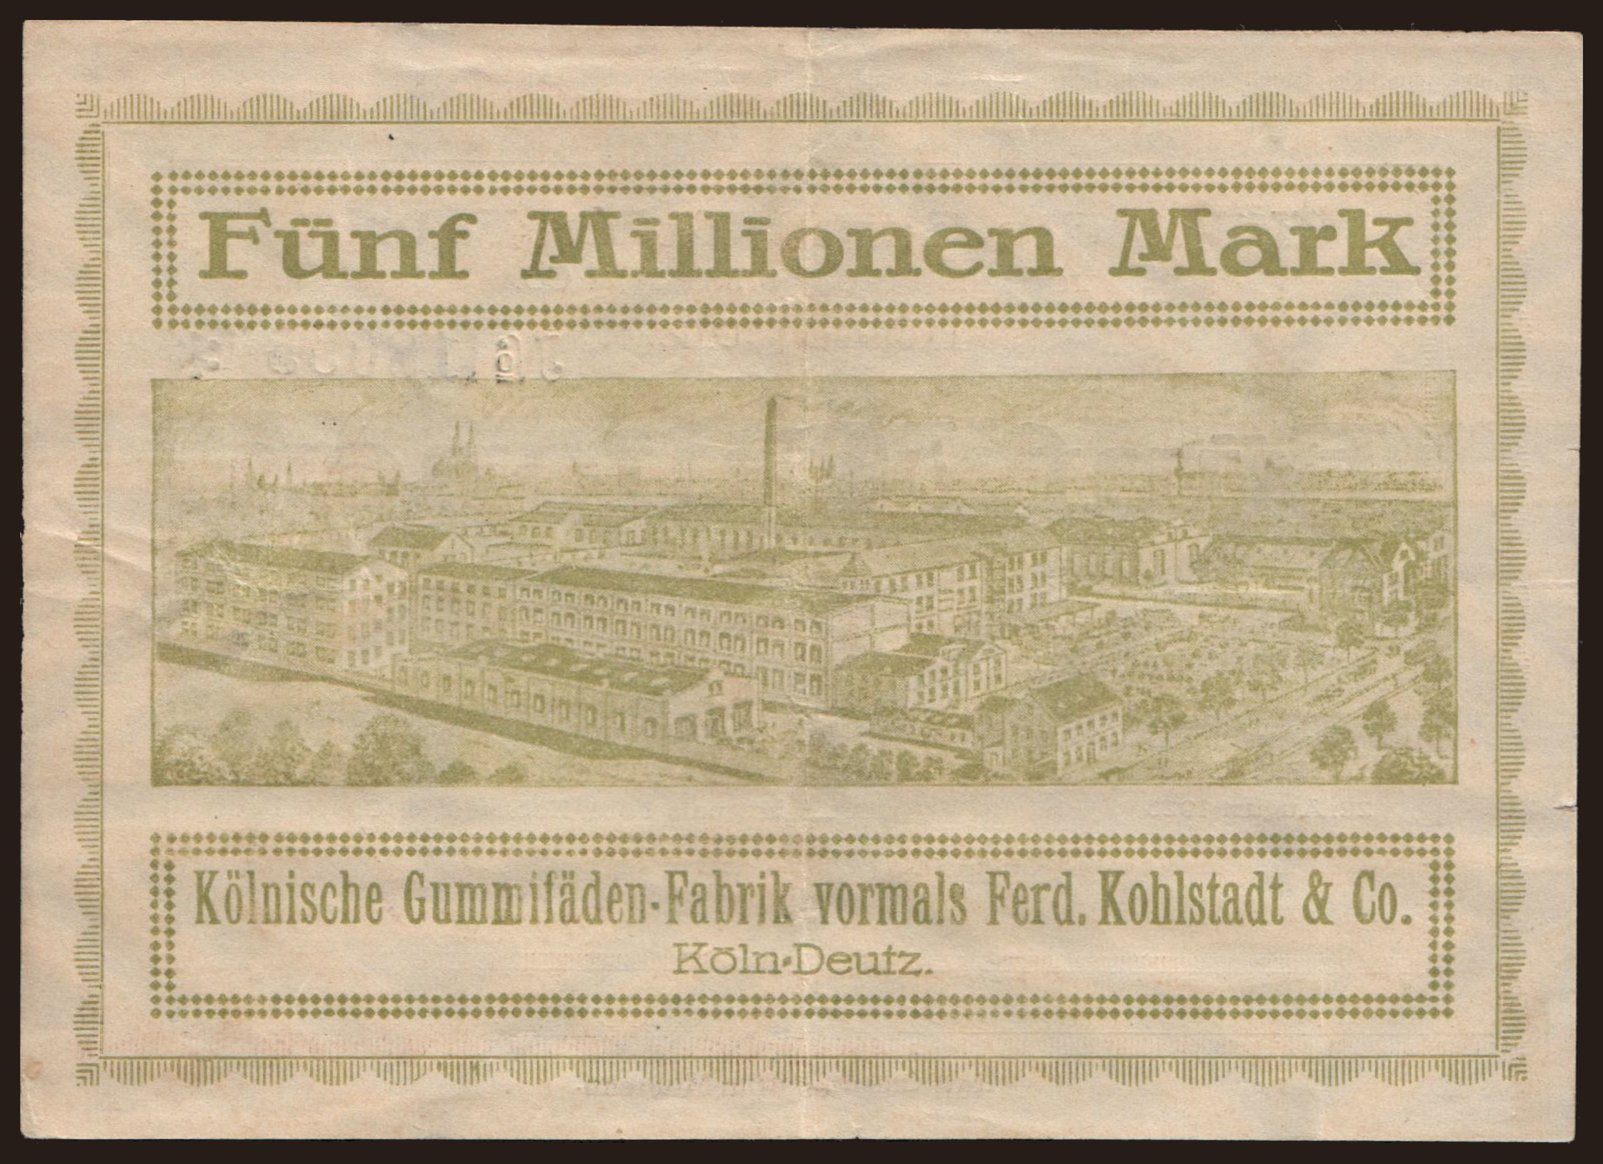 Fünf Millionen Mark
Kölnische Gummifäden-Fabrik vormals Ferd. Kohlstadt & Co.
Köln-Deutz.